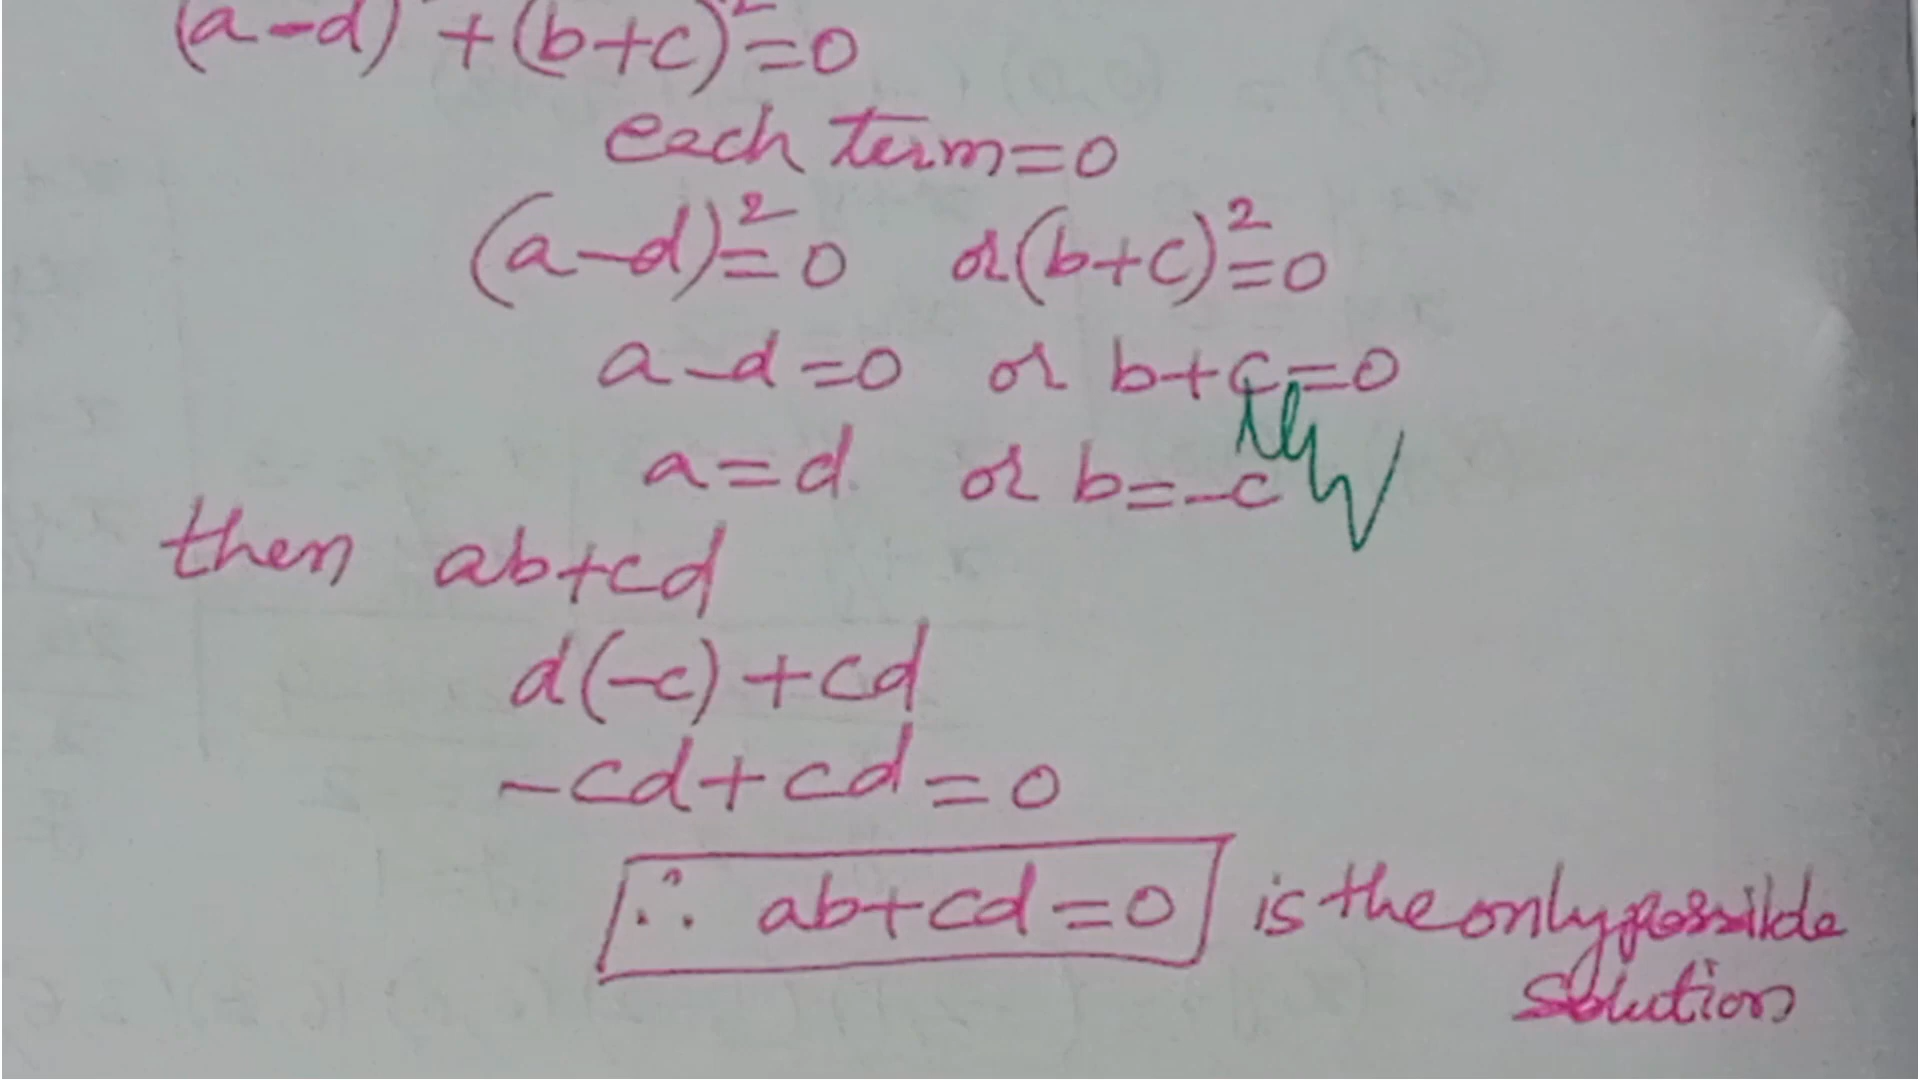 (a-d)² + (b+c)² = 0
each term = 0
(a-d)² = 0 or (b+c)² = 0
a-d = 0 or b+c = 0
a = d. or b = -c
then ab+cd
d(-c) + cd
-cd + cd = 0
∴ ab+cd = 0 is the only possible
solution